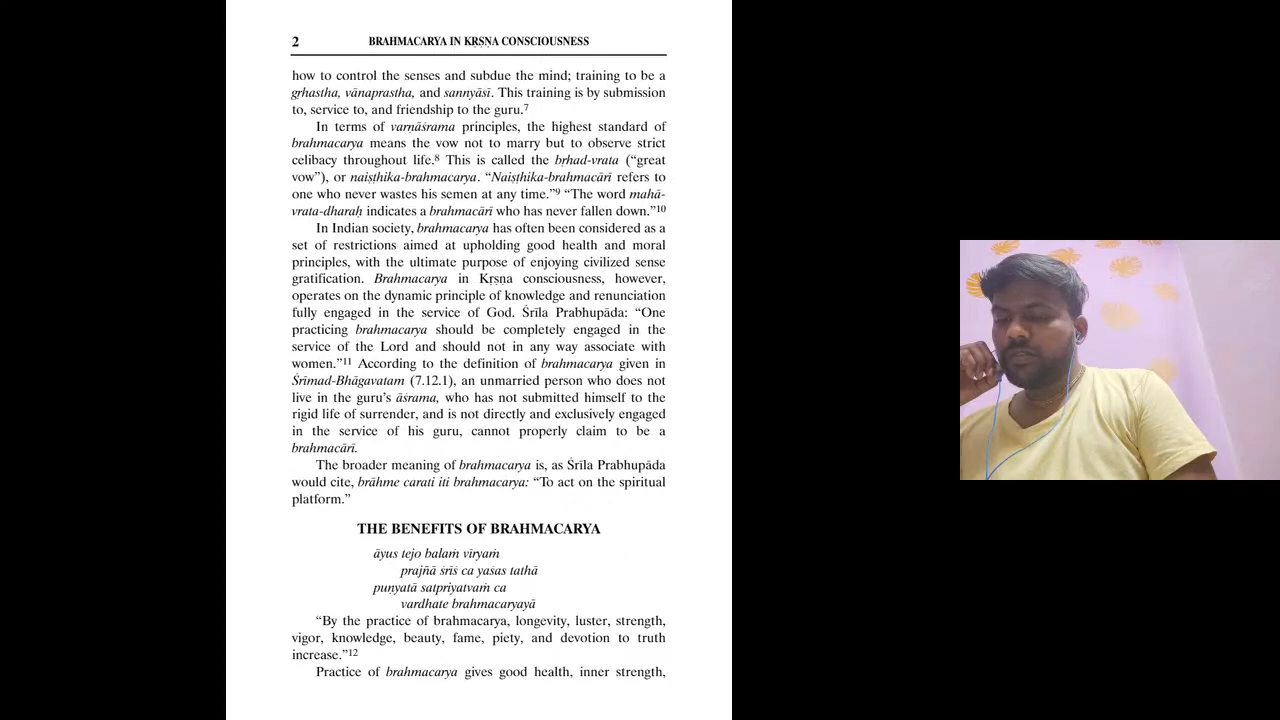 2 BRAHMACARYA IN KṚṢṆA CONSCIOUSNESS
how to control the senses and subdue the mind; training to be a
gṛhastha, vānaprastha, and sannyāsī. This training is by submission
to, service to, and friendship to the guru.7
In terms of varṇāśrama principles, the highest standard of
brahmacarya means the vow not to marry but to observe strict
celibacy throughout life.8 This is called the bṛhad-vrata (“great
vow”), or naiṣṭhika-brahmacarya. “Naiṣṭhika-brahmacārī refers to
one who never wastes his semen at any time.”9 “The word mahā-
vrata-dharaḥ indicates a brahmacārī who has never fallen down.”10
In Indian society, brahmacarya has often been considered as a
set of restrictions aimed at upholding good health and moral
principles, with the ultimate purpose of enjoying civilized sense
gratification. Brahmacarya in Kṛṣṇa consciousness, however,
operates on the dynamic principle of knowledge and renunciation
fully engaged in the service of God. Śrīla Prabhupāda: “One
practicing brahmacarya should be completely engaged in the
service of the Lord and should not in any way associate with
women.”11 According to the definition of brahmacarya given in
Śrīmad-Bhāgavatam (7.12.1), an unmarried person who does not
live in the guru’s āśrama, who has not submitted himself to the
rigid life of surrender, and is not directly and exclusively engaged
in the service of his guru, cannot properly claim to be a
brahmacārī.
The broader meaning of brahmacarya is, as Śrīla Prabhupāda
would cite, brāhme carati iti brahmacarya: “To act on the spiritual
platform.”
THE BENEFITS OF BRAHMACARYA
āyus tejo balaṁ vīryaṁ
prajñā śrīś ca yaśas tathā
puṇyatā satpriyatvaṁ ca
vardhate brahmacaryayā
“By the practice of brahmacarya, longevity, luster, strength,
vigor, knowledge, beauty, fame, piety, and devotion to truth
increase.”12
Practice of brahmacarya gives good health, inner strength,